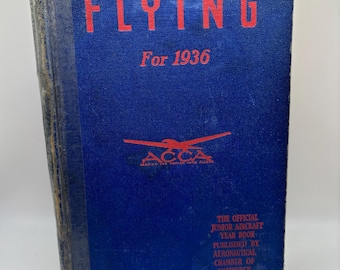 FLYING
For 1936
ACCA
THE OFFICIAL
JUNIOR AIRCRAFT
YEAR BOOK
PUBLISHED BY
AERONAUTICAL
CHAMBER OF